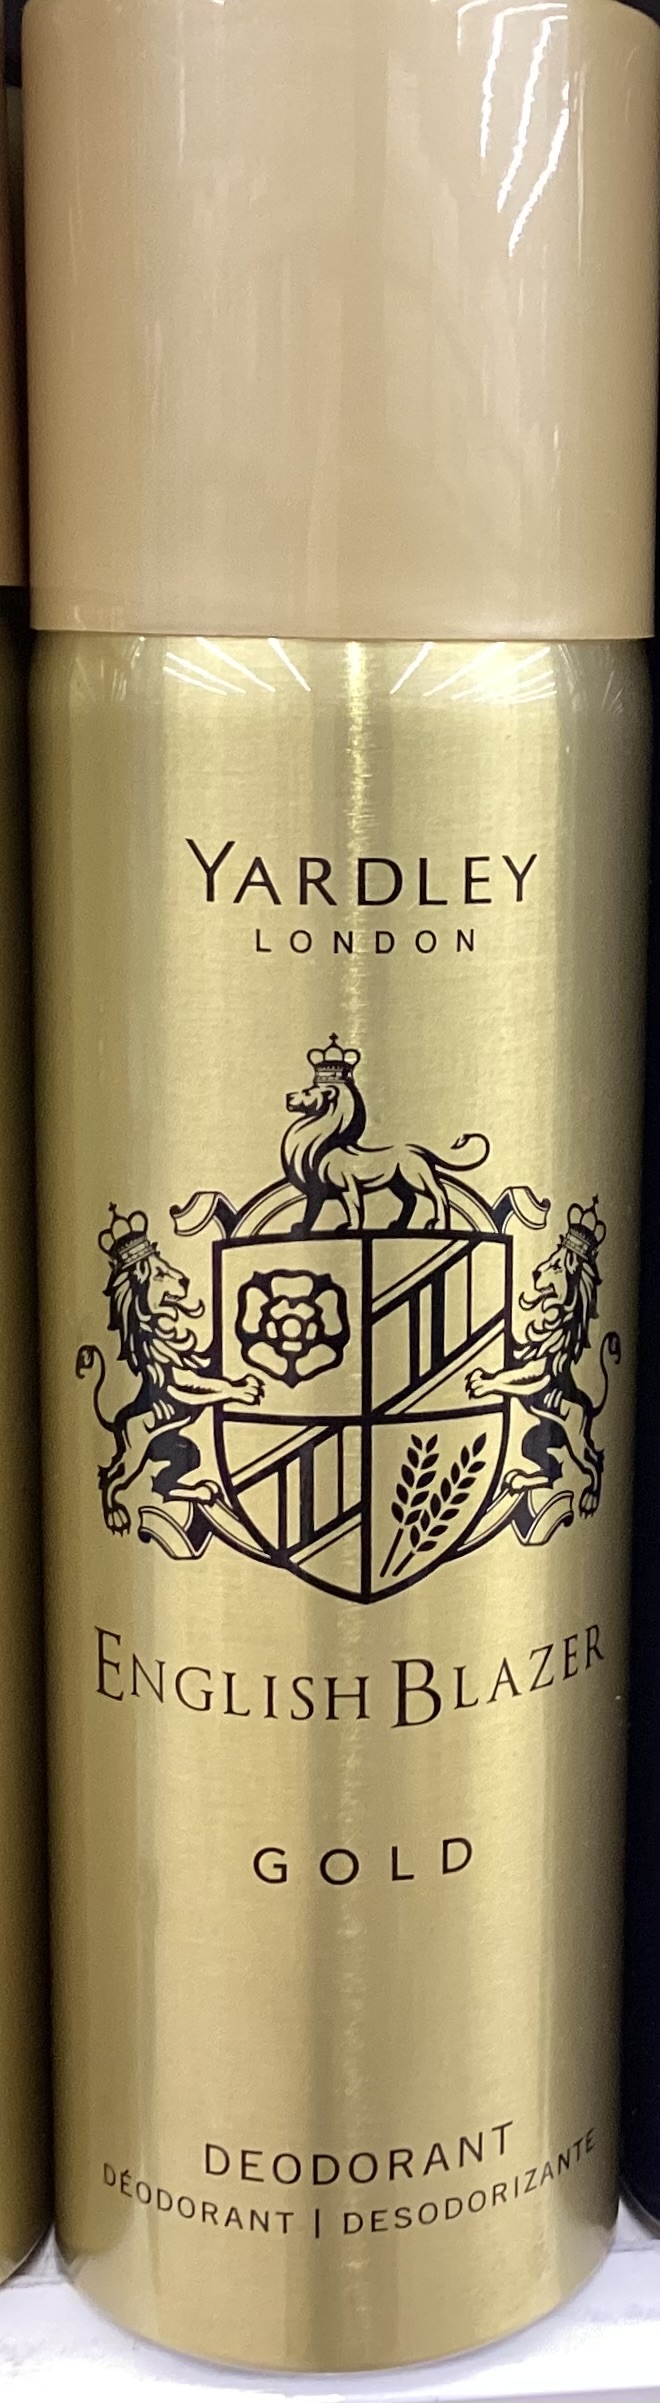 YARDLEY
LONDON
ENGLISH BLAZER
GOLD
DEODORANT
DÉODORANT | DESODORIZANTE